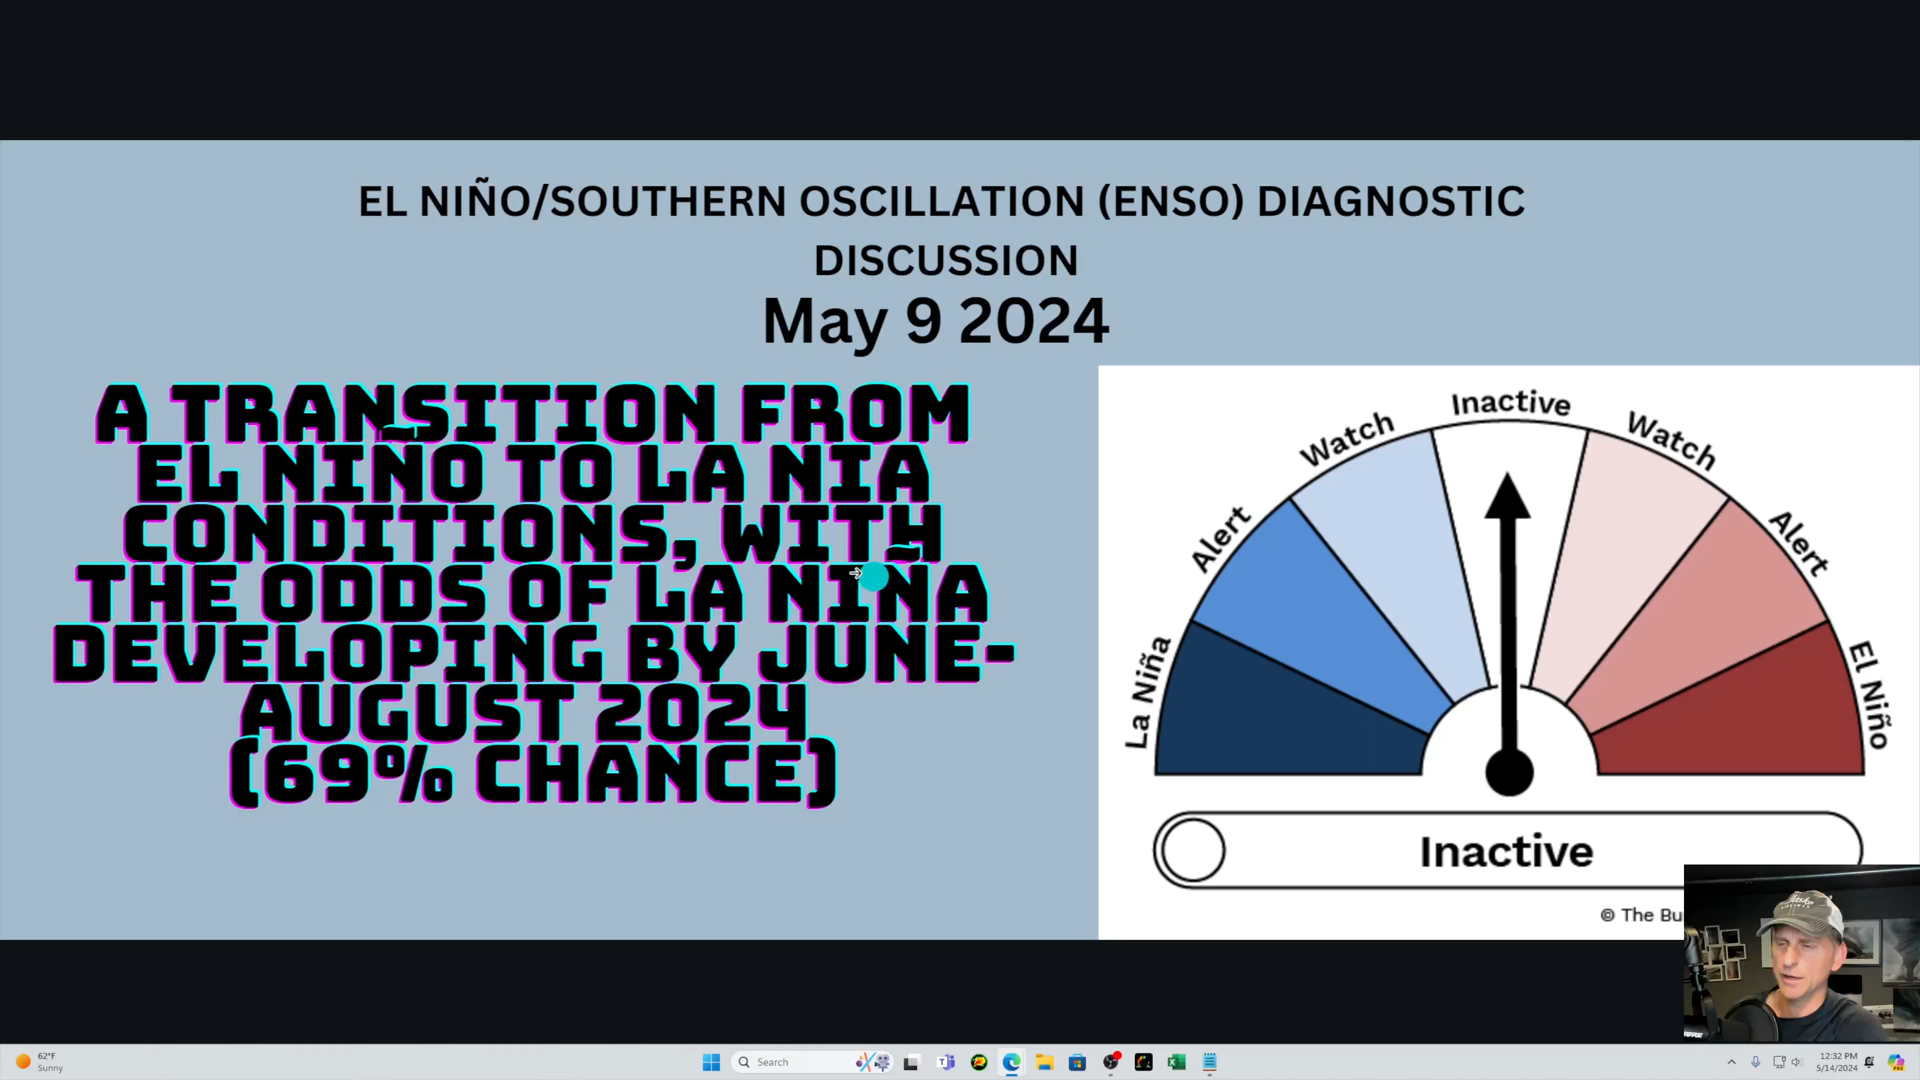 EL NIÑO/SOUTHERN OSCILLATION (ENSO) DIAGNOSTIC
DISCUSSION
May 9 2024
A TRANSITION FROM
EL NIÑO TO LA NIA
CONDITIONS, WITH
THE ODDS OF LA NIÑA
DEVELOPING BY JUNE-
AUGUST 2024
(69% CHANCE)
Inactive
Watch
Watch
Alert
Alert
La Niña
El Niño
Inactive
© The Bu
62°F
Sunny
Search
12:32 PM
5/14/2024